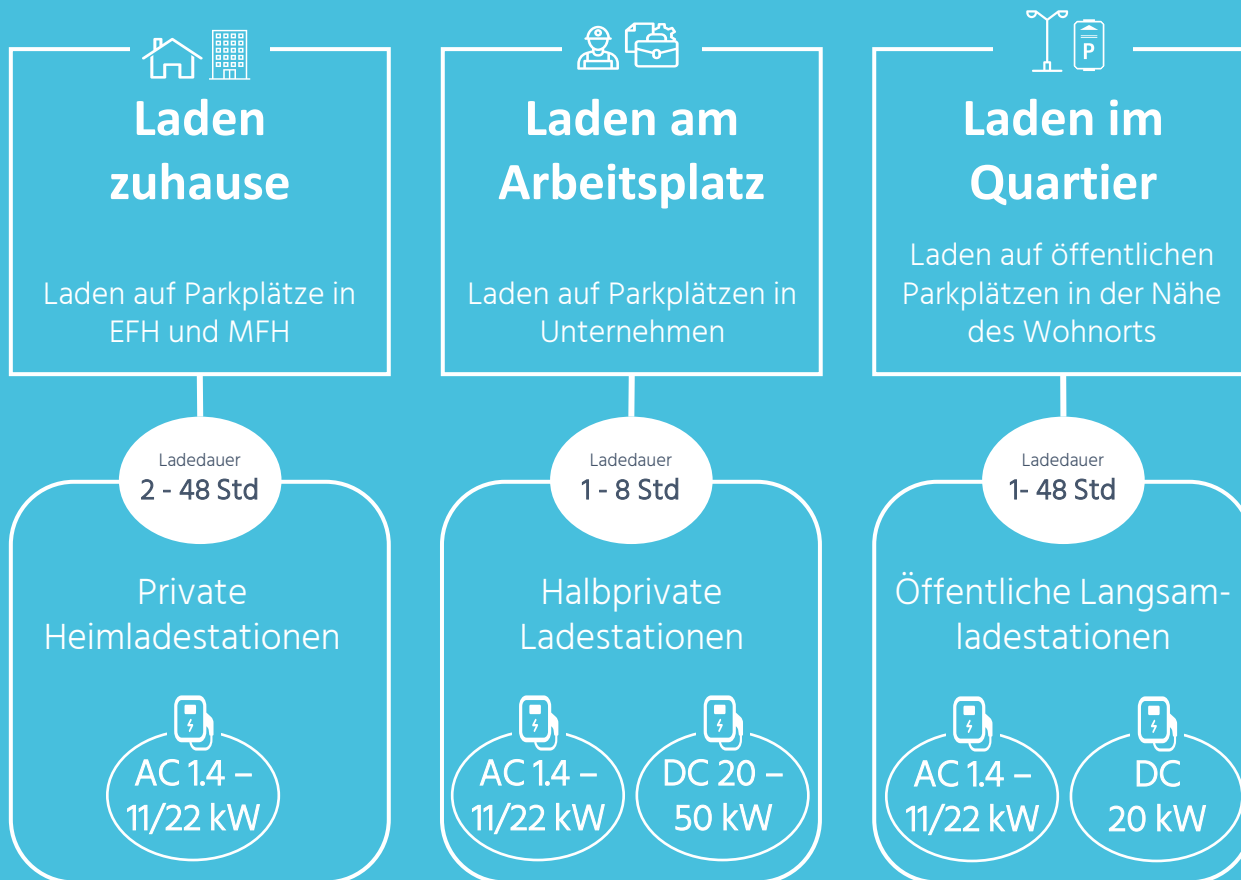 Laden
zuhause
Laden auf Parkplätze in
EFH und MFH
Ladedauer
2 - 48 Std
Private
Heimladestationen
AC 1.4 –
11/22 kW
Laden am
Arbeitsplatz
Laden auf Parkplätzen in
Unternehmen
Ladedauer
1 - 8 Std
Halbprivate
Ladestationen
AC 1.4 –
11/22 kW
DC 20 –
50 kW
P
Laden im
Quartier
Laden auf öffentlichen
Parkplätzen in der Nähe
des Wohnorts
Ladedauer
1- 48 Std
Öffentliche Langsam-
ladestationen
AC 1.4 –
11/22 kW
DC
20 kW